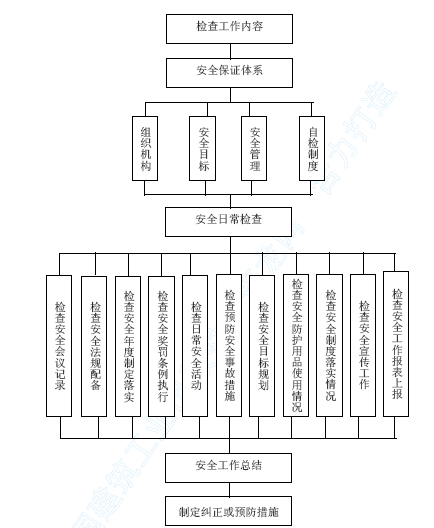 检查工作内容
安全保证体系
组织机构
安全目标
安全管理
自检制度
安全日常检查
检查安全会议记录
检查安全法规配备
检查安全年度制定落实
检查安全奖罚条例执行
检查日常安全活动
检查预防安全事故措施
检查安全目标规划
检查安全防护用品使用情况
检查安全制度落实情况
检查安全宣传工作
检查安全工作报表上报
安全工作总结
制定纠正或预防措施